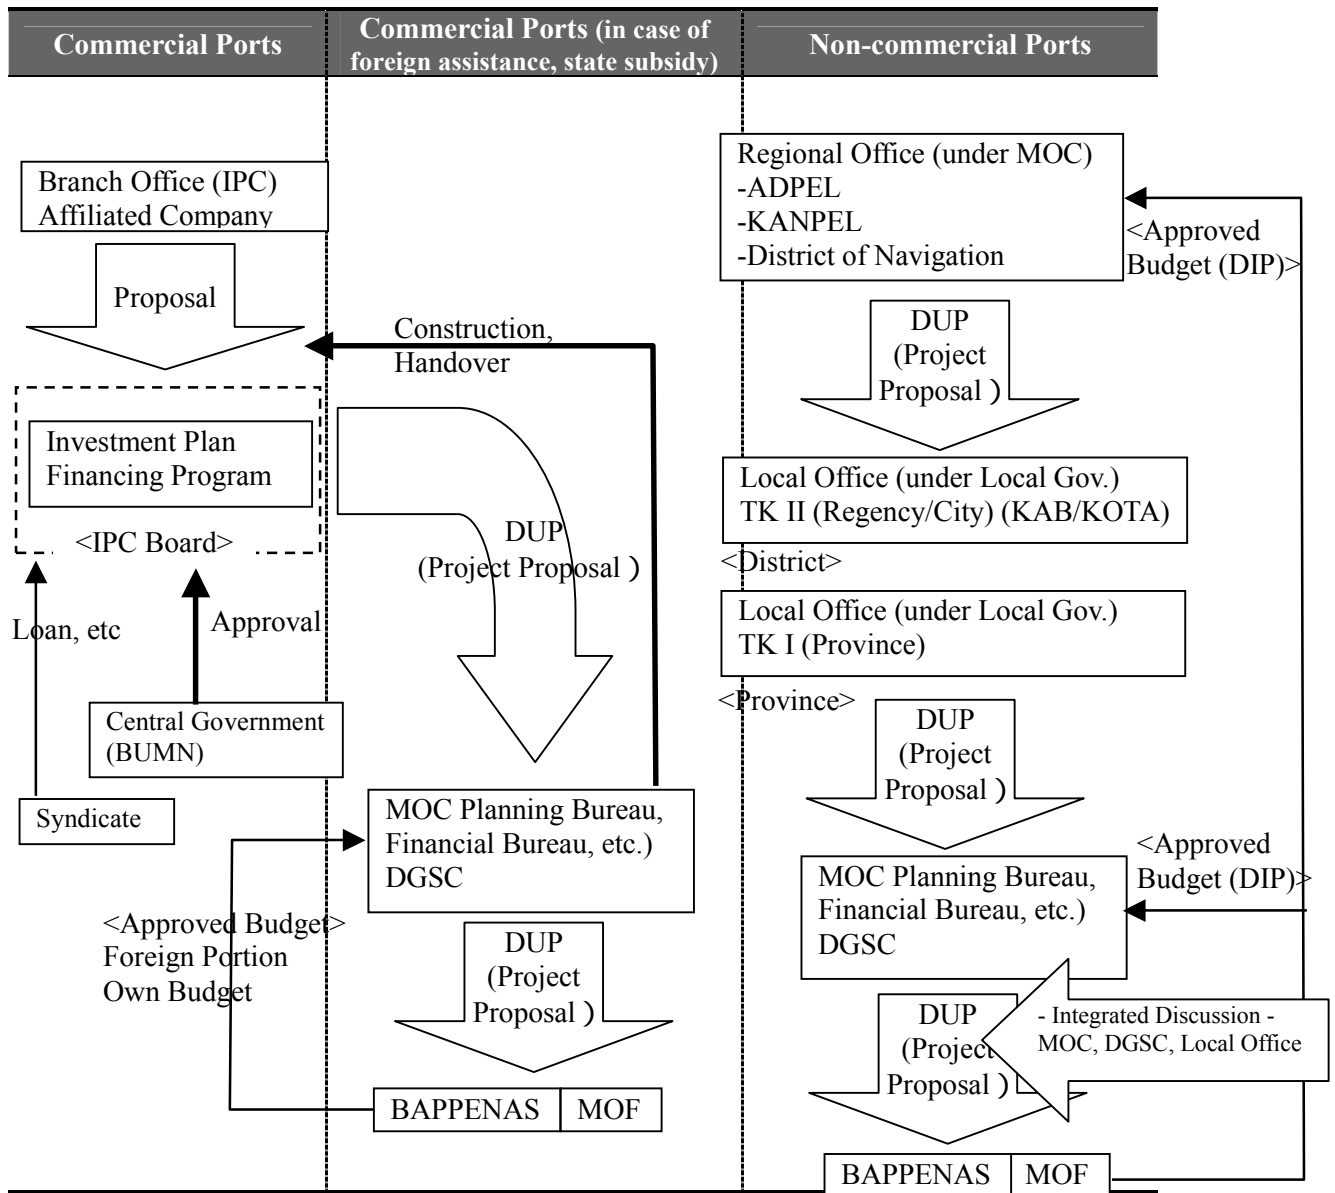 Commercial Ports
Commercial Ports (in case of
foreign assistance, state subsidy)
Non-commercial Ports
Branch Office (IPC)
Affiliated Company
Proposal
Construction,
Handover
Investment Plan
Financing Program
<IPC Board>
Loan, etc
Approval
Central Government
(BUMN)
Syndicate
DUP
(Project Proposal )
MOC Planning Bureau,
Financial Bureau, etc.)
DGSC
<Approved Budget>
Foreign Portion
Own Budget
DUP
(Project
Proposal )
BAPPENAS
MOF
Regional Office (under MOC)
-ADPEL
-KANPEL
-District of Navigation
<Approved
Budget (DIP)>
DUP
(Project
Proposal )
Local Office (under Local Gov.)
TK II (Regency/City) (KAB/KOTA)
<District>
Local Office (under Local Gov.)
TK I (Province)
<Province>
DUP
(Project
Proposal )
<Approved
Budget (DIP)>
MOC Planning Bureau,
Financial Bureau, etc.)
DGSC
DUP
(Project
Proposal )
- Integrated Discussion -
MOC, DGSC, Local Office
BAPPENAS
MOF